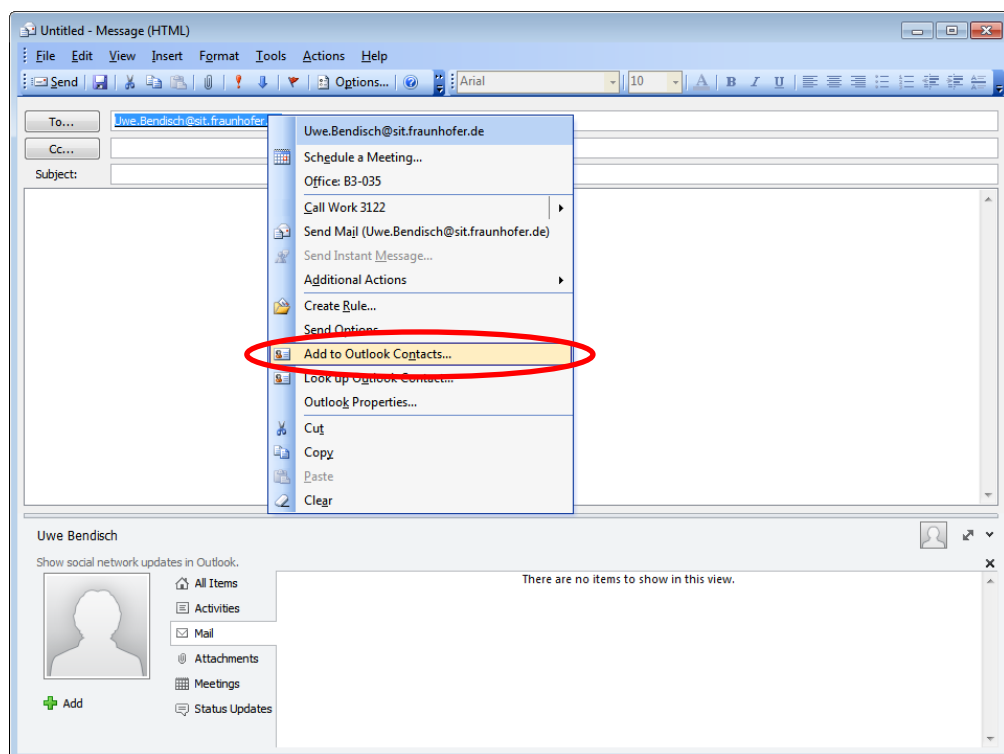 Untitled - Message (HTML)
File Edit View Insert Format Tools Actions Help
Send Options... Arial 10 A B I U
To... Uwe.Bendisch@sit.fraunhofer.
Cc...
Subject:
Uwe.Bendisch@sit.fraunhofer.de
Schedule a Meeting...
Office: B3-035
Call Work 3122
Send Mail (Uwe.Bendisch@sit.fraunhofer.de)
Send Instant Message...
Additional Actions
Create Rule...
Send Options...
Add to Outlook Contacts...
Look up Outlook Contact...
Outlook Properties...
Cut
Copy
Paste
Clear
Uwe Bendisch
Show social network updates in Outlook.
There are no items to show in this view.
All Items
Activities
Mail
Attachments
Meetings
Status Updates
Add